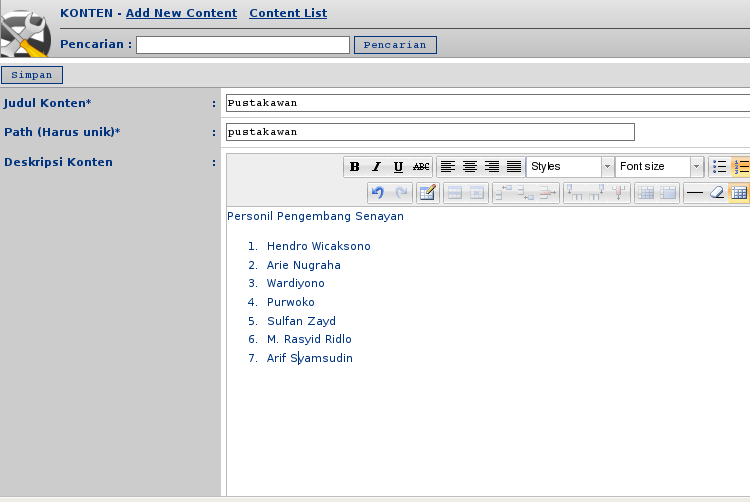 KONTEN - Add New Content Content List
Pencarian : Pencarian
Simpan
Judul Konten* : Pustakawan
Path (Harus unik)* : pustakawan
Deskripsi Konten :
B I U ABC Styles Font size
Personil Pengembang Senayan
1. Hendro Wicaksono
2. Arie Nugraha
3. Wardiyono
4. Purwoko
5. Sulfan Zayd
6. M. Rasyid Ridlo
7. Arif Syamsudin